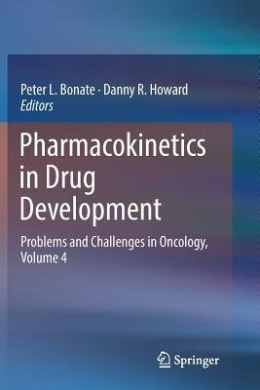 Peter L. Bonate · Danny R. Howard
Editors
Pharmacokinetics
in Drug
Development
Problems and Challenges in Oncology,
Volume 4
Springer